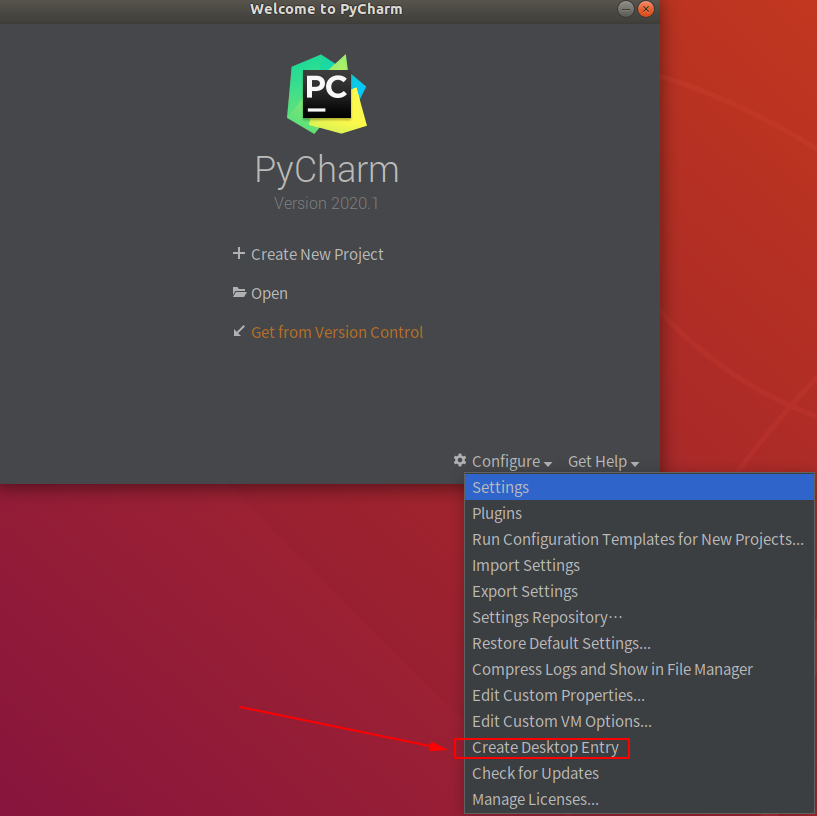 Welcome to PyCharm
PC
PyCharm
Version 2020.1
Create New Project
Open
Get from Version Control
Configure Get Help
Settings
Plugins
Run Configuration Templates for New Projects...
Import Settings
Export Settings
Settings Repository…
Restore Default Settings...
Compress Logs and Show in File Manager
Edit Custom Properties...
Edit Custom VM Options...
Create Desktop Entry
Check for Updates
Manage Licenses...